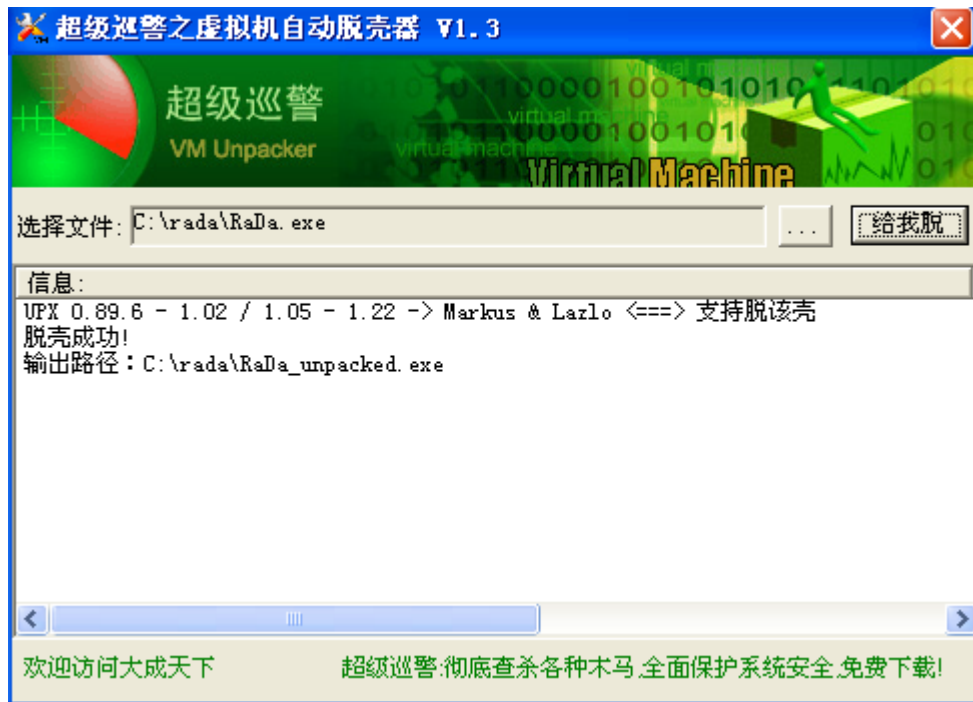 超级巡警之虚拟机自动脱壳器 V1.3
超级巡警
VM Unpacker
virtual machine
Virtual Machine
选择文件: C:\rada\RaDa.exe ... 给我脱
信息:
UPX 0.89.6 - 1.02 / 1.05 - 1.22 -> Markus & Lazlo <===> 支持脱该壳
脱壳成功!
输出路径：C:\rada\RaDa_unpacked.exe
欢迎访问大成天下 超级巡警:彻底查杀各种木马,全面保护系统安全,免费下载!